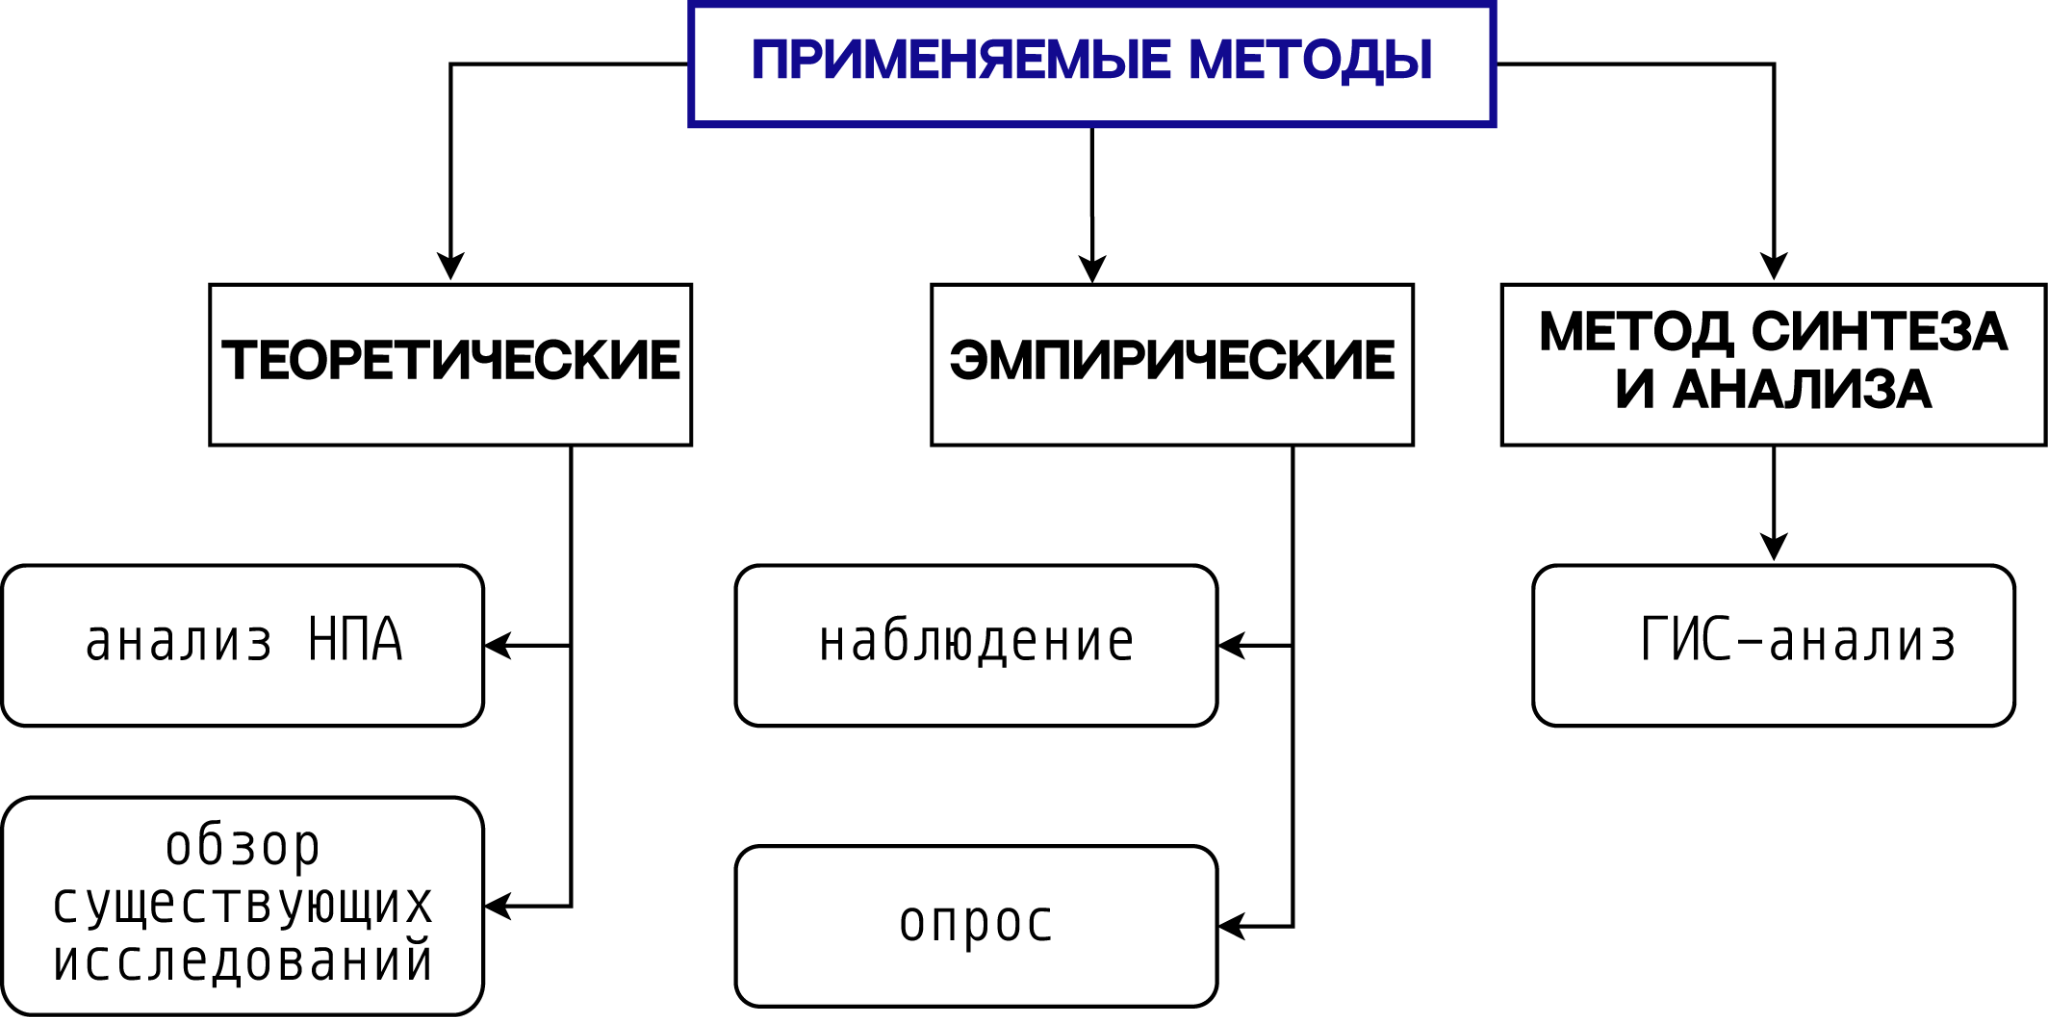 ПРИМЕНЯЕМЫЕ МЕТОДЫ
ТЕОРЕТИЧЕСКИЕ
ЭМПИРИЧЕСКИЕ
МЕТОД СИНТЕЗА
И АНАЛИЗА
анализ НПА
наблюдение
ГИС-анализ
обзор
существующих
исследований
опрос